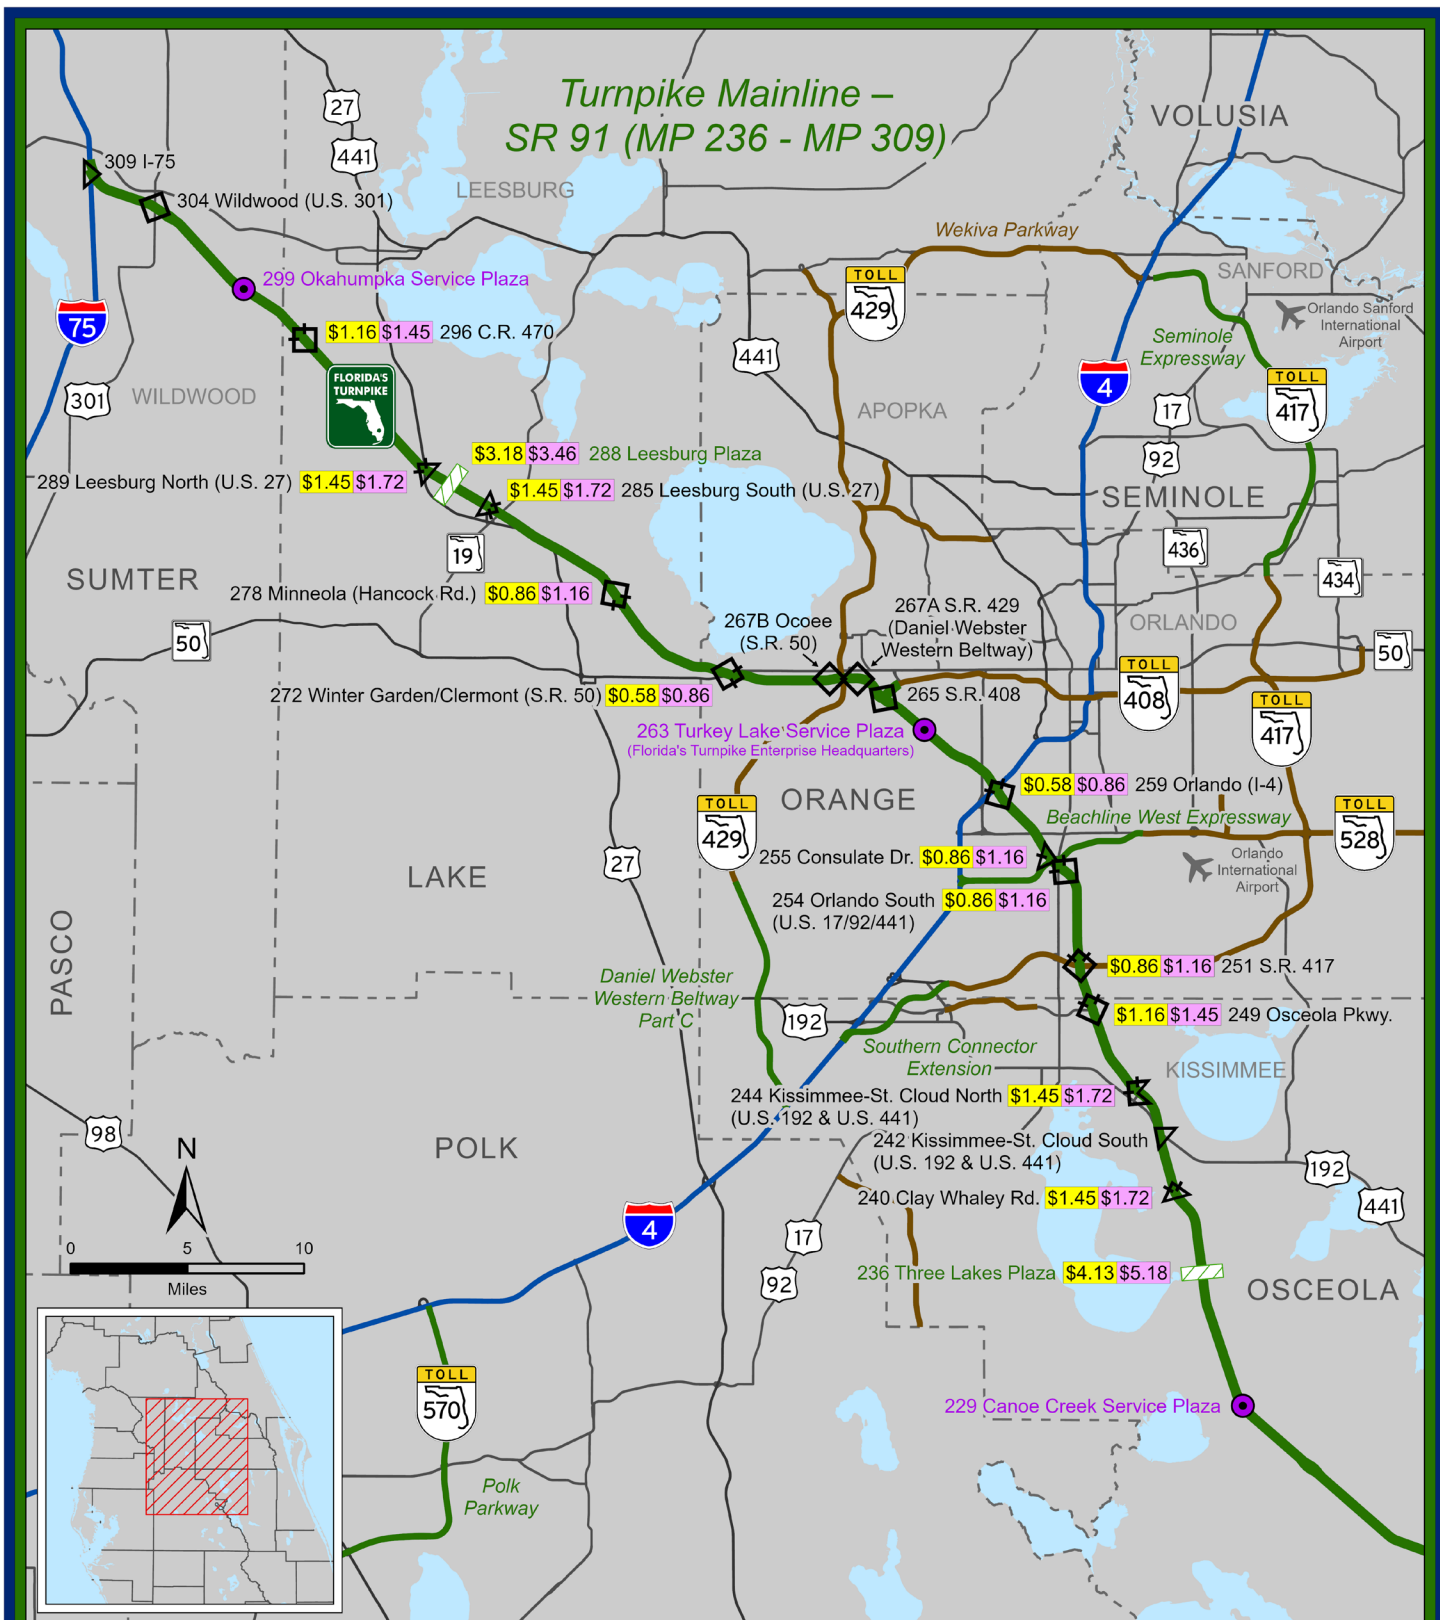 Turnpike Mainline –
SR 91 (MP 236 - MP 309)
VOLUSIA
27
441
LEESBURG
309 I-75
304 Wildwood (U.S. 301)
Wekiva Parkway
SANFORD
299 Okahumpka Service Plaza
TOLL
429
Orlando Sanford
International
Airport
75
$1.16 $1.45 296 C.R. 470
Seminole
Expressway
441
4
FLORIDA'S
TURNPIKE
TOLL
417
301
WILDWOOD
APOPKA
17
92
$3.18 $3.46 288 Leesburg Plaza
289 Leesburg North (U.S. 27) $1.45 $1.72
$1.45 $1.72 285 Leesburg South (U.S. 27)
SEMINOLE
19
436
434
SUMTER
278 Minneola (Hancock Rd.) $0.86 $1.16
267B Ocoee
(S.R. 50)
267A S.R. 429
(Daniel Webster
Western Beltway)
ORLANDO
50
50
TOLL
408
272 Winter Garden/Clermont (S.R. 50) $0.58 $0.86
265 S.R. 408
TOLL
417
263 Turkey Lake Service Plaza
(Florida's Turnpike Enterprise Headquarters)
$0.58 $0.86 259 Orlando (I-4)
ORANGE
TOLL
429
Beachline West Expressway
TOLL
528
255 Consulate Dr. $0.86 $1.16
Orlando
International
Airport
27
LAKE
254 Orlando South $0.86 $1.16
(U.S. 17/92/441)
PASCO
$0.86 $1.16 251 S.R. 417
Daniel Webster
Western Beltway
Part C
192
$1.16 $1.45 249 Osceola Pkwy.
Southern Connector
Extension
KISSIMMEE
244 Kissimmee-St. Cloud North $1.45 $1.72
(U.S. 192 & U.S. 441)
98
N
POLK
242 Kissimmee-St. Cloud South
(U.S. 192 & U.S. 441)
192
441
240 Clay Whaley Rd. $1.45 $1.72
4
17
92
0 5 10
Miles
236 Three Lakes Plaza $4.13 $5.18
OSCEOLA
TOLL
570
229 Canoe Creek Service Plaza
Polk
Parkway